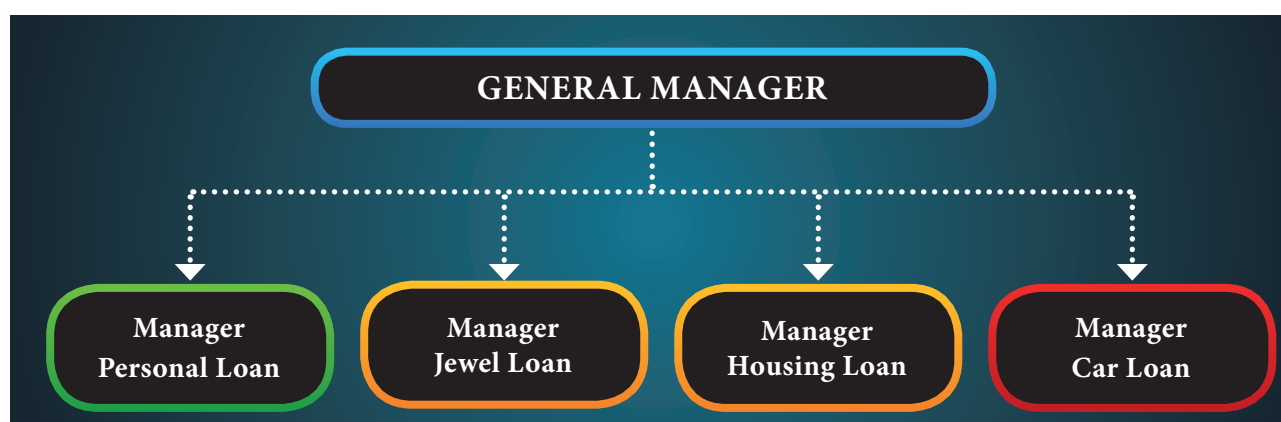 GENERAL MANAGER
Manager
Personal Loan
Manager
Jewel Loan
Manager
Housing Loan
Manager
Car Loan